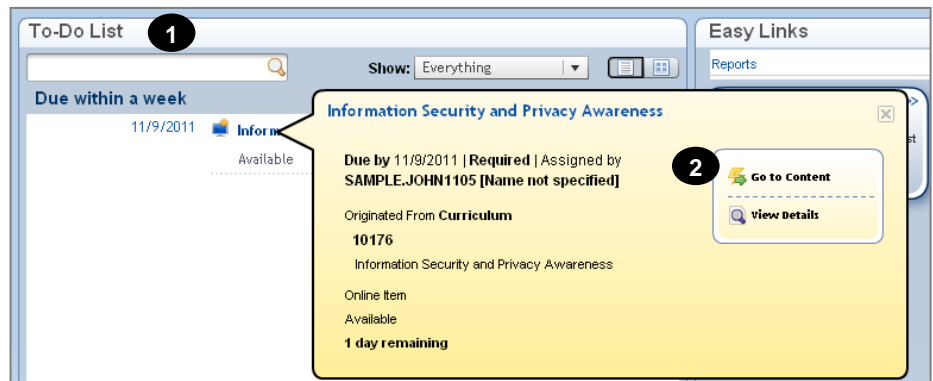 To-Do List
1
Easy Links
Show: Everything
Reports
Due within a week
11/9/2011
Inform
Available
Information Security and Privacy Awareness
>>
st
Due by 11/9/2011 | Required | Assigned by
SAMPLE.JOHN1105 [Name not specified]
2
Go to Content
View Details
Originated From Curriculum
10176
Information Security and Privacy Awareness
Online Item
Available
1 day remaining